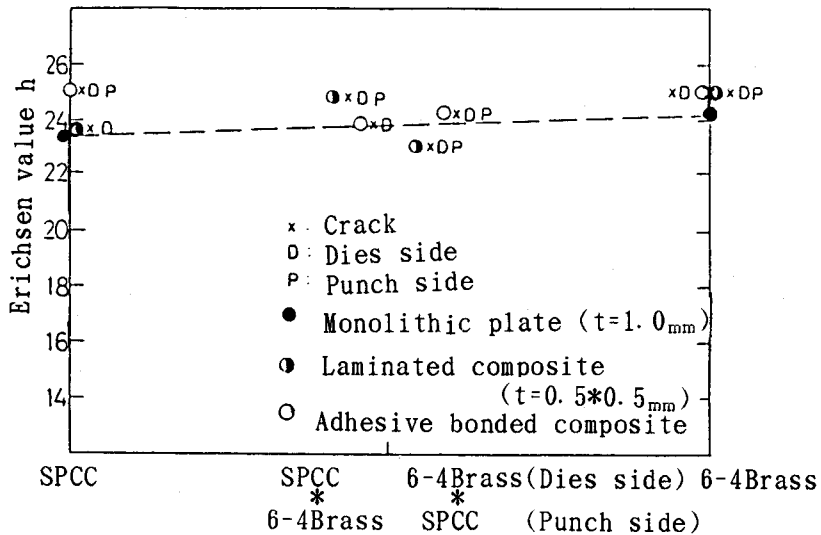 Erichsen value h
26
24
22
20
18
16
14
×DP
×D
×DP
×D
×DP
×DP
×D
×DP
× : Crack
D : Dies side
P : Punch side
Monolithic plate (t=1.0mm)
Laminated composite
(t=0.5*0.5mm)
Adhesive bonded composite
SPCC SPCC 6-4Brass(Dies side) 6-4Brass
* *
6-4Brass SPCC (Punch side)